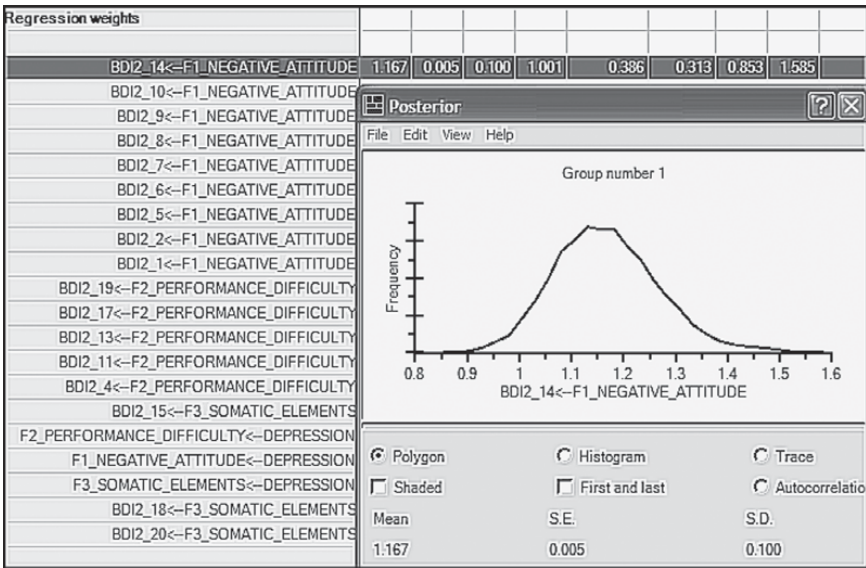 Regression weights
BDI2_14<--F1_NEGATIVE_ATTITUDE 1.167 0.005 0.100 1.001 0.386 0.313 0.853 1.585
BDI2_10<--F1_NEGATIVE_ATTITUDE
BDI2_9<--F1_NEGATIVE_ATTITUDE
BDI2_8<--F1_NEGATIVE_ATTITUDE
BDI2_7<--F1_NEGATIVE_ATTITUDE
BDI2_6<--F1_NEGATIVE_ATTITUDE
BDI2_5<--F1_NEGATIVE_ATTITUDE
BDI2_2<--F1_NEGATIVE_ATTITUDE
BDI2_1<--F1_NEGATIVE_ATTITUDE
BDI2_19<--F2_PERFORMANCE_DIFFICULTY
BDI2_17<--F2_PERFORMANCE_DIFFICULTY
BDI2_13<--F2_PERFORMANCE_DIFFICULTY
BDI2_11<--F2_PERFORMANCE_DIFFICULTY
BDI2_4<--F2_PERFORMANCE_DIFFICULTY
BDI2_15<--F3_SOMATIC_ELEMENTS
F2_PERFORMANCE_DIFFICULTY<--DEPRESSION
F1_NEGATIVE_ATTITUDE<--DEPRESSION
F3_SOMATIC_ELEMENTS<--DEPRESSION
BDI2_18<--F3_SOMATIC_ELEMENTS
BDI2_20<--F3_SOMATIC_ELEMENTS
Posterior
File Edit View Help
Group number 1
Frequency
0.8 0.9 1 1.1 1.2 1.3 1.4 1.5 1.6
BDI2_14<--F1_NEGATIVE_ATTITUDE
Polygon Histogram Trace
Shaded First and last Autocorrelatio
Mean S.E. S.D.
1.167 0.005 0.100